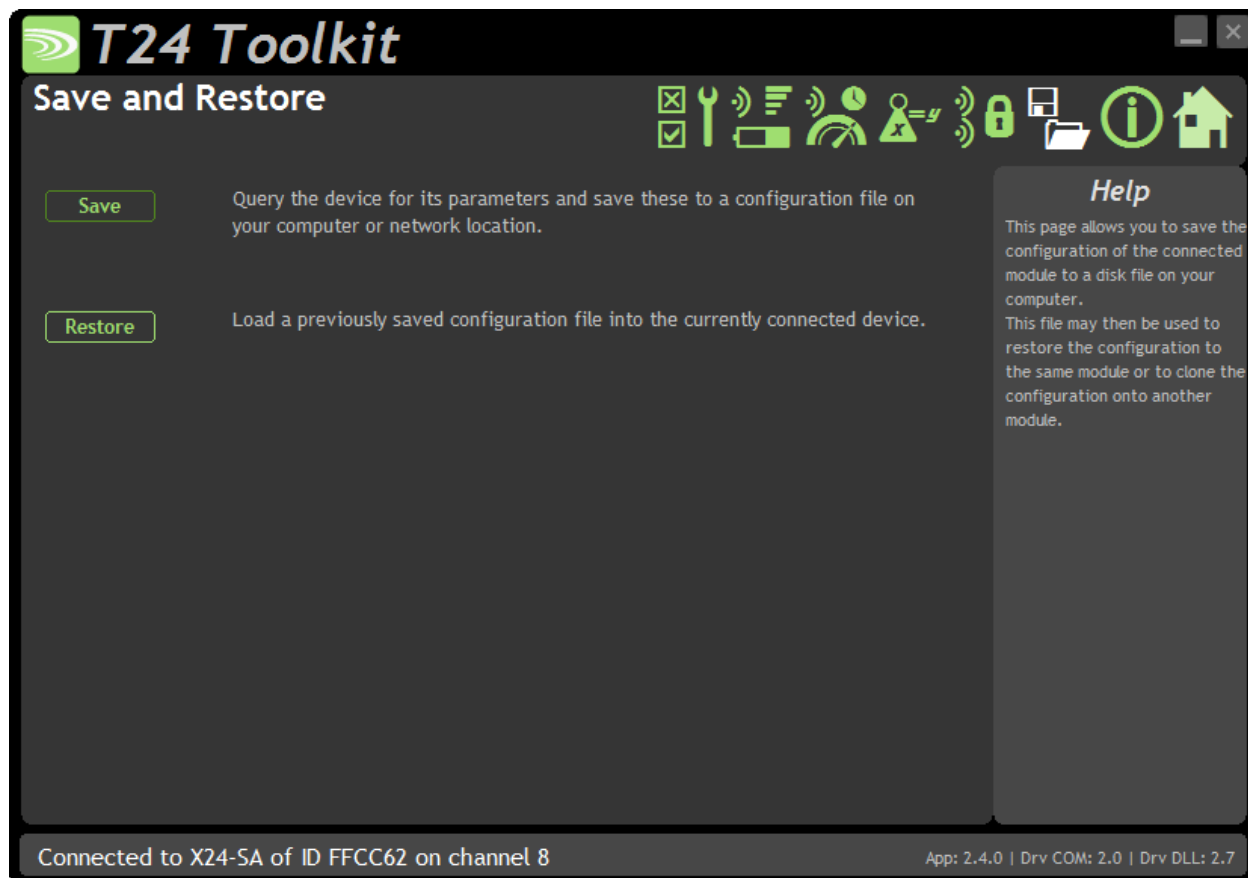 T24 Toolkit
Save and Restore
x=y
Save
Query the device for its parameters and save these to a configuration file on
your computer or network location.
Restore
Load a previously saved configuration file into the currently connected device.
Help
This page allows you to save the
configuration of the connected
module to a disk file on your
computer.
This file may then be used to
restore the configuration to
the same module or to clone the
configuration onto another
module.
Connected to X24-SA of ID FFCC62 on channel 8
App: 2.4.0 | Drv COM: 2.0 | Drv DLL: 2.7